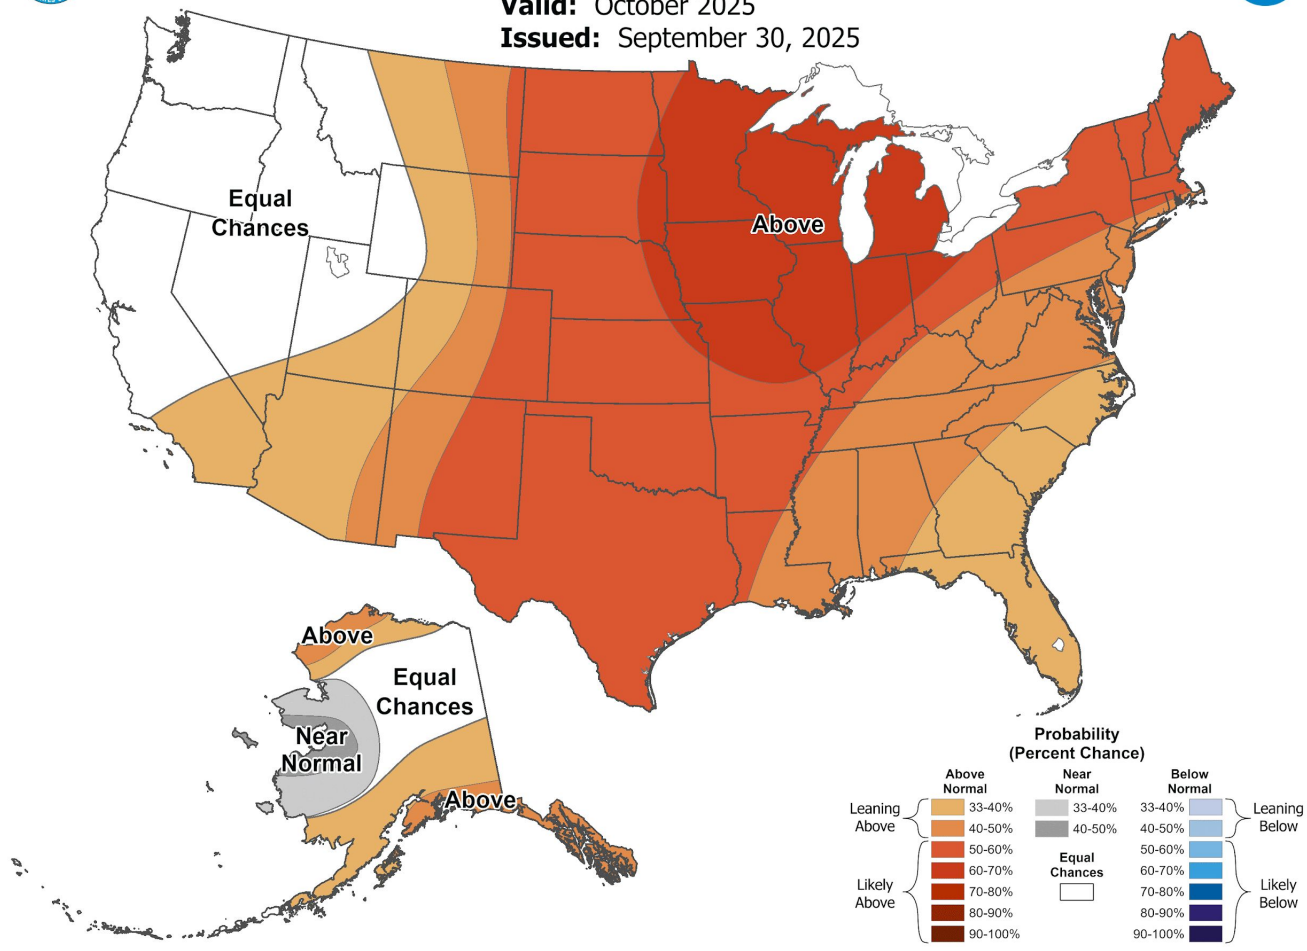 Valid: October 2025
Issued: September 30, 2025
Equal
Chances
Above
Above
Equal
Chances
Near
Normal
Above
Probability
(Percent Chance)
Above
Normal
Near
Normal
Below
Normal
Leaning
Above
33-40%
33-40%
33-40%
Leaning
Below
40-50%
40-50%
40-50%
50-60%
Equal
Chances
50-60%
60-70%
60-70%
Likely
Above
70-80%
70-80%
Likely
Below
80-90%
80-90%
90-100%
90-100%